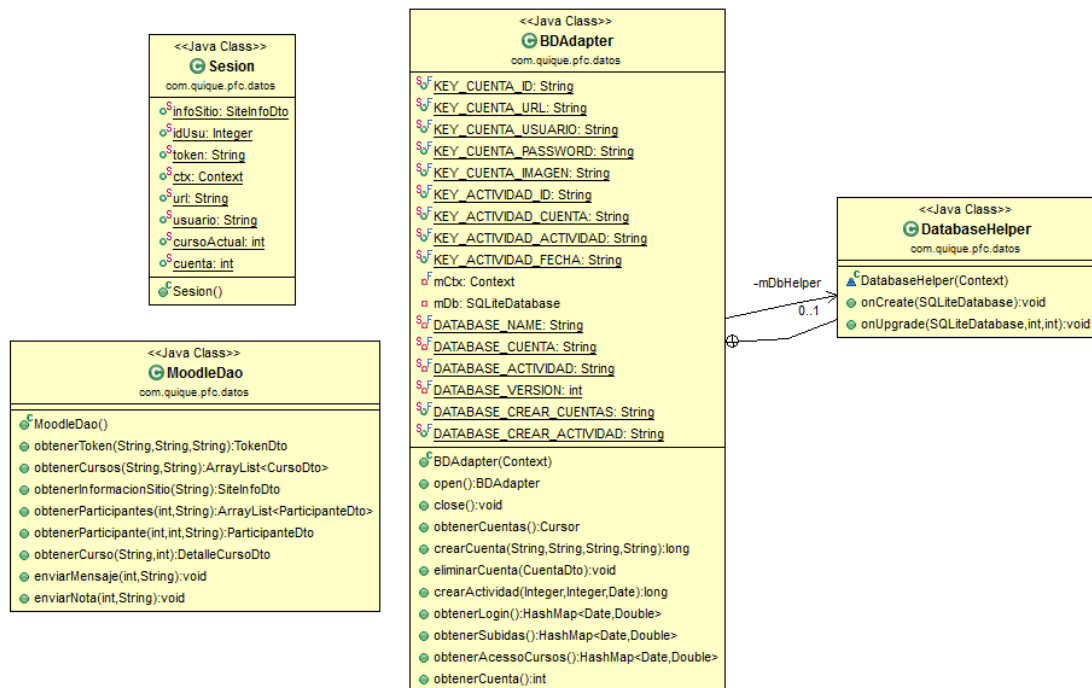 <<Java Class>>
Sesion
com.quique.pfc.datos
infoSitio: SiteInfoDto
idUsu: Integer
token: String
ctx: Context
url: String
usuario: String
cursoActual: int
cuenta: int
Sesion()
<<Java Class>>
MoodleDao
com.quique.pfc.datos
MoodleDao()
obtenerToken(String,String,String):TokenDto
obtenerCursos(String,String):ArrayList<CursoDto>
obtenerInformacionSitio(String):SiteInfoDto
obtenerParticipantes(int,String):ArrayList<ParticipanteDto>
obtenerParticipante(int,int,String):ParticipanteDto
obtenerCurso(String,int):DetalleCursoDto
enviarMensaje(int,String):void
enviarNota(int,String):void
<<Java Class>>
BDAdapter
com.quique.pfc.datos
KEY_CUENTA_ID: String
KEY_CUENTA_URL: String
KEY_CUENTA_USUARIO: String
KEY_CUENTA_PASSWORD: String
KEY_CUENTA_IMAGEN: String
KEY_ACTIVIDAD_ID: String
KEY_ACTIVIDAD_CUENTA: String
KEY_ACTIVIDAD_ACTIVIDAD: String
KEY_ACTIVIDAD_FECHA: String
mCtx: Context
mDb: SQLiteDatabase
DATABASE_NAME: String
DATABASE_CUENTA: String
DATABASE_ACTIVIDAD: String
DATABASE_VERSION: int
DATABASE_CREAR_CUENTAS: String
DATABASE_CREAR_ACTIVIDAD: String
BDAdapter(Context)
open():BDAdapter
close():void
obtenerCuentas():Cursor
crearCuenta(String,String,String,String):long
eliminarCuenta(CuentaDto):void
crearActividad(Integer,Integer,Date):long
obtenerLogin():HashMap<Date,Double>
obtenerSubidas():HashMap<Date,Double>
obtenerAcessoCursos():HashMap<Date,Double>
obtenerCuenta():int
-mDbHelper
0..1
<<Java Class>>
DatabaseHelper
com.quique.pfc.datos
DatabaseHelper(Context)
onCreate(SQLiteDatabase):void
onUpgrade(SQLiteDatabase,int,int):void